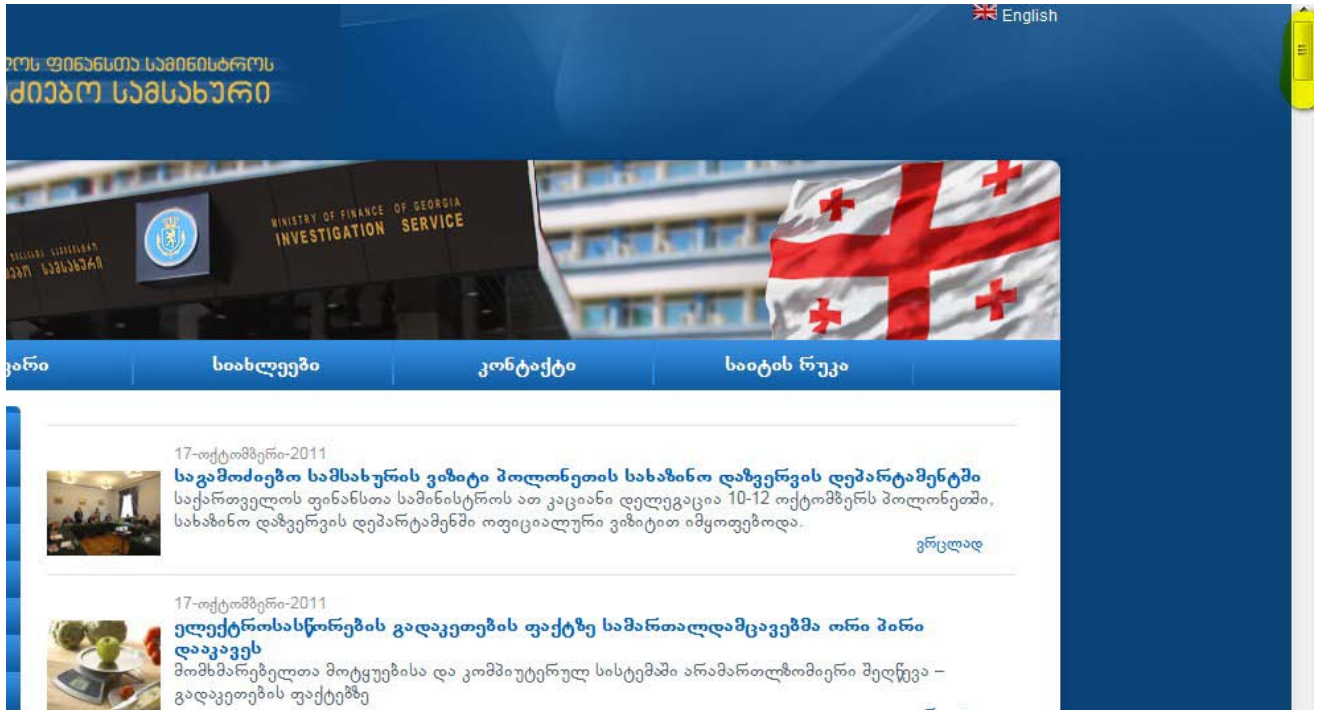 English
ფინანსთა სამინისტროს
სამსახური
MINISTRY OF FINANCE OF GEORGIA
INVESTIGATION SERVICE
სიახლეები
კონტაქტი
საიტის რუკა
17-ოქტომბერი-2011
საგამოძიებო სამსახურის ვიზიტი პოლონეთის სახაზინო დაზვერვის დეპარტამენტში
საქართველოს ფინანსთა სამინისტროს ათ კაციანი დელეგაცია 10-12 ოქტომბერს პოლონეთში,
სახაზინო დაზვერვის დეპარტამენში ოფიციალური ვიზიტით იმყოფებოდა.
ვრცლად
17-ოქტომბერი-2011
ელექტროსასწორების გადაკეთების ფაქტზე სამართალდამცავებმა ორი პირი
დააკავეს
მომხმარებელთა მოტყუებისა და კომპიუტერულ სისტემაში არამართლზომიერი შეღწევა –
გადაკეთების ფაქტებზე